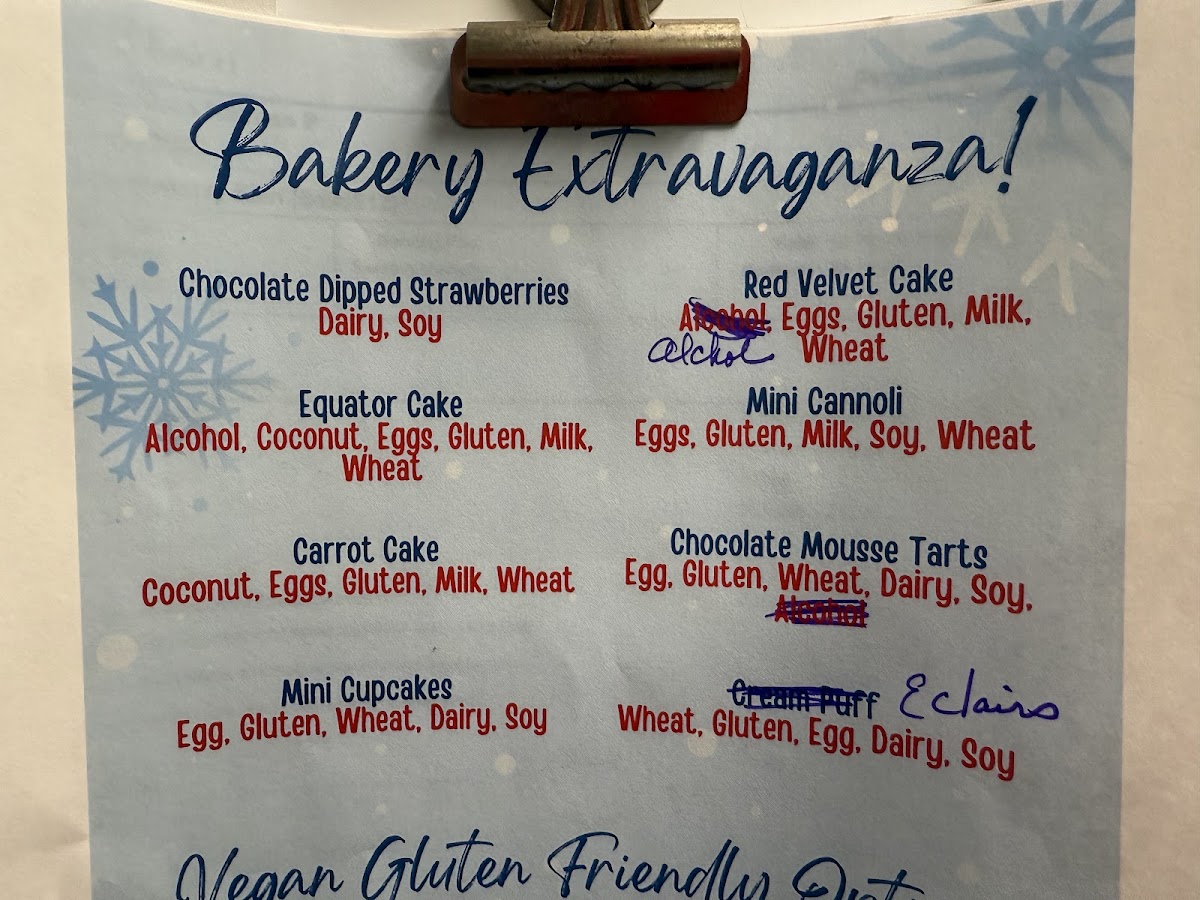 Bakery Extravaganza!
Chocolate Dipped Strawberries
Dairy, Soy
Equator Cake
Alcohol, Coconut, Eggs, Gluten, Milk,
Wheat
Carrot Cake
Coconut, Eggs, Gluten, Milk, Wheat
Mini Cupcakes
Egg, Gluten, Wheat, Dairy, Soy
Red Velvet Cake
Alcohol, Eggs, Gluten, Milk,
alchol Wheat
Mini Cannoli
Eggs, Gluten, Milk, Soy, Wheat
Chocolate Mousse Tarts
Egg, Gluten, Wheat, Dairy, Soy,
Alcohol
Cream Puff Eclairs
Wheat, Gluten, Egg, Dairy, Soy
Vegan Gluten Friendly